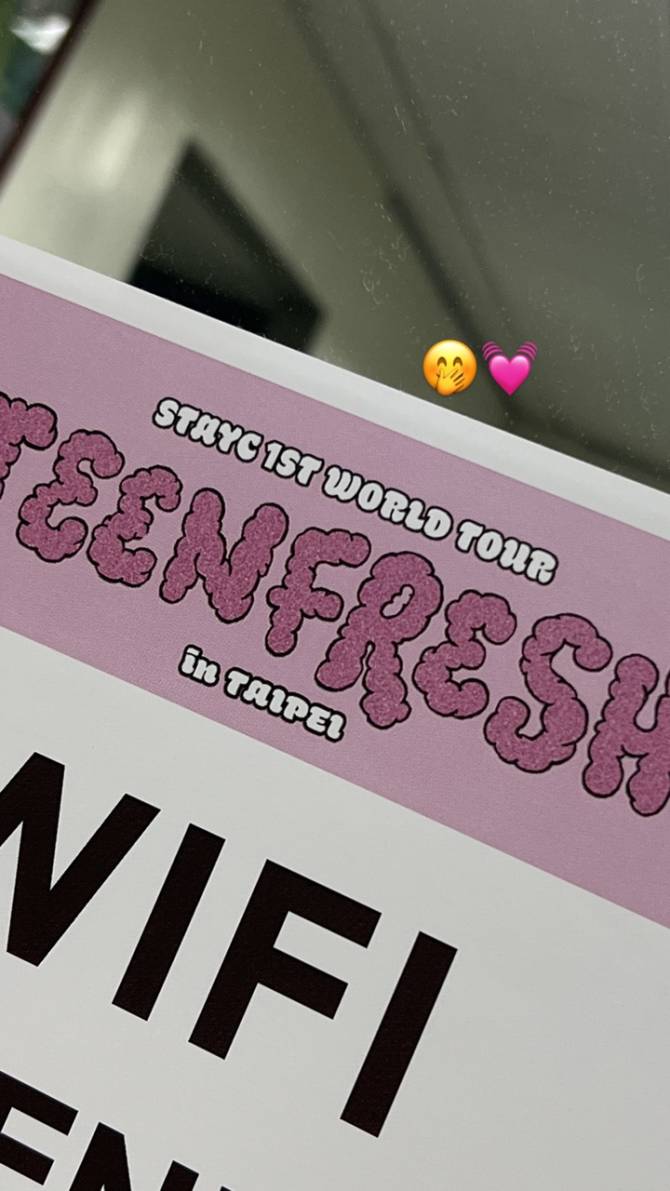 STAYC 1ST WORLD TOUR
TEENFRESH
in TAIPEI
WIFI